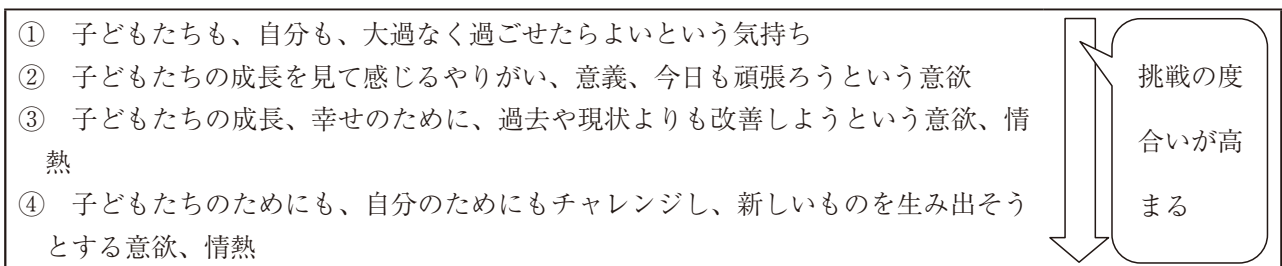 ① 子どもたちも、自分も、大過なく過ごせたらよいという気持ち
② 子どもたちの成長を見て感じるやりがい、意義、今日も頑張ろうという意欲
③ 子どもたちの成長、幸せのために、過去や現状よりも改善しようという意欲、情
熱
④ 子どもたちのためにも、自分のためにもチャレンジし、新しいものを生み出そう
とする意欲、情熱
挑戦の度
合いが高
まる